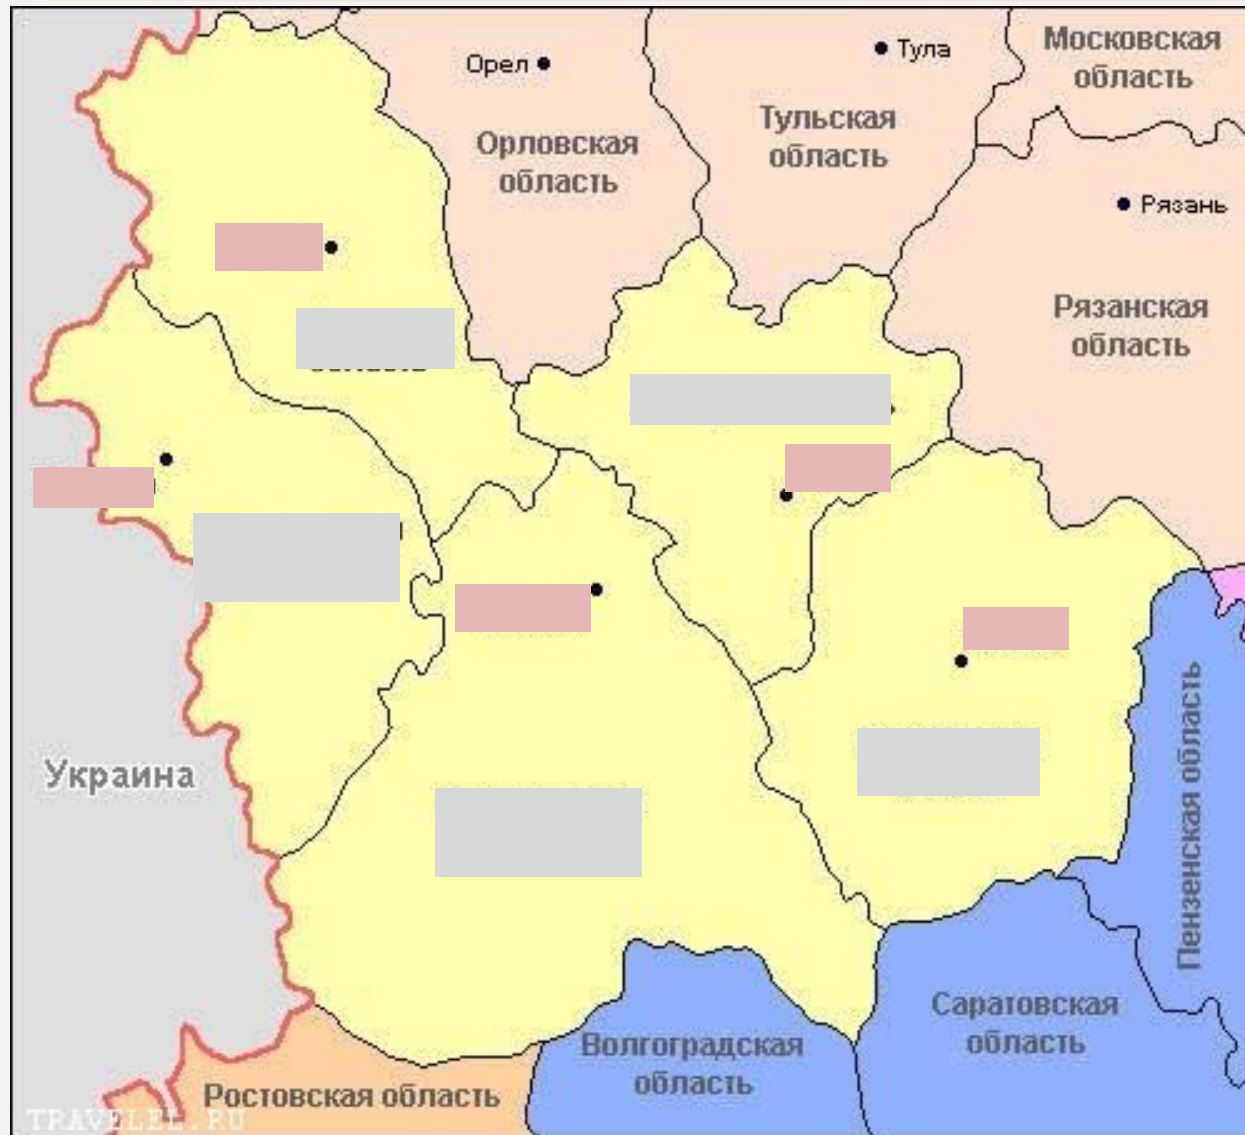 Орел
Тула
Московская
область
Орловская
область
Тульская
область
Рязань
Рязанская
область
Украина
Пензенская область
Саратовская
область
Волгоградская
область
Ростовская область
TRAVELEL.RU